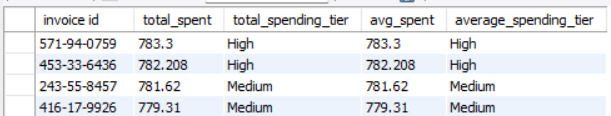 invoice id total_spent total_spending_tier avg_spent average_spending_tier
571-94-0759 783.3 High 783.3 High
453-33-6436 782.208 High 782.208 High
243-55-8457 781.62 Medium 781.62 Medium
416-17-9926 779.31 Medium 779.31 Medium